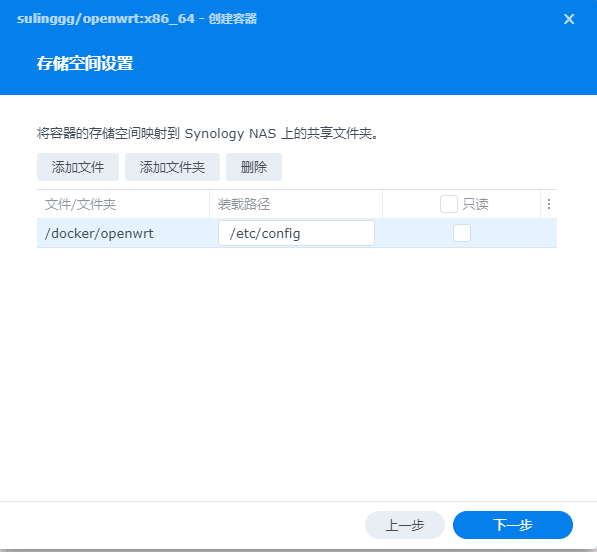 sulinggg/openwrt:x86_64 - 创建容器
存储空间设置
将容器的存储空间映射到 Synology NAS 上的共享文件夹。
添加文件 添加文件夹 删除
文件/文件夹 装载路径 只读
/docker/openwrt /etc/config
上一步 下一步